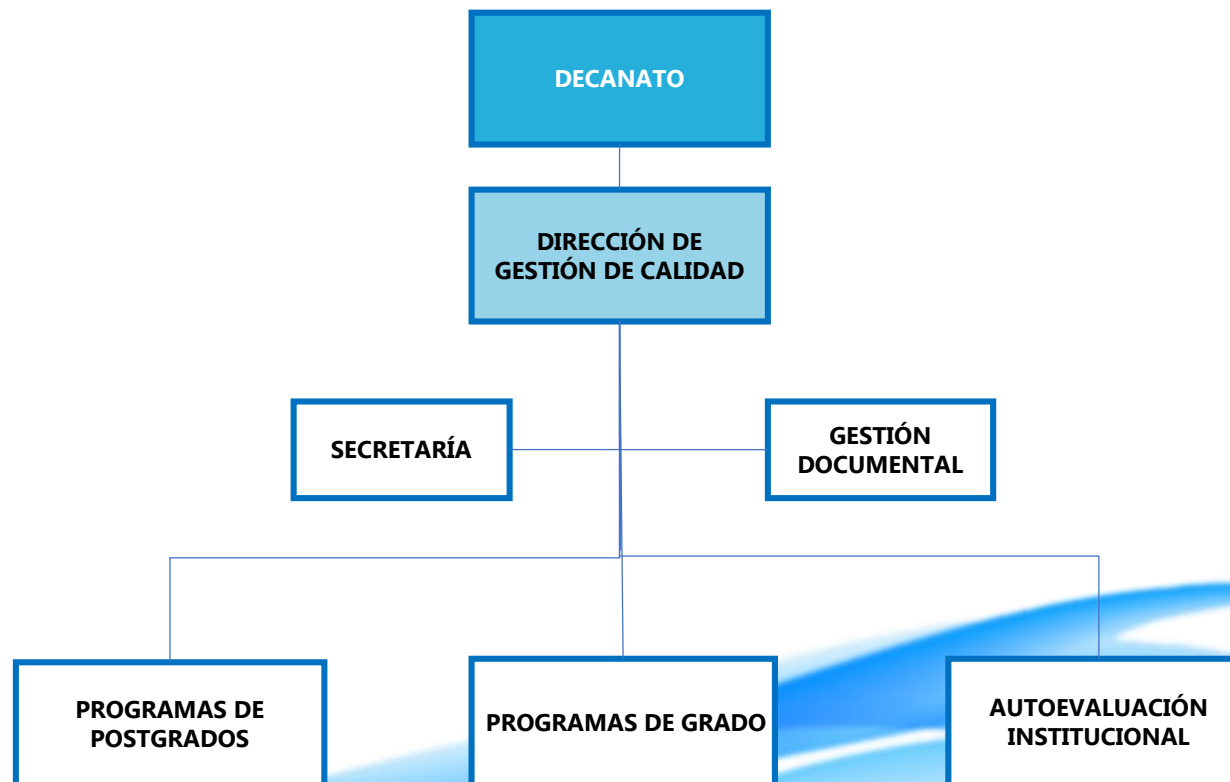 DECANATO
DIRECCIÓN DE
GESTIÓN DE CALIDAD
SECRETARÍA
GESTIÓN
DOCUMENTAL
PROGRAMAS DE
POSTGRADOS
PROGRAMAS DE GRADO
AUTOEVALUACIÓN
INSTITUCIONAL